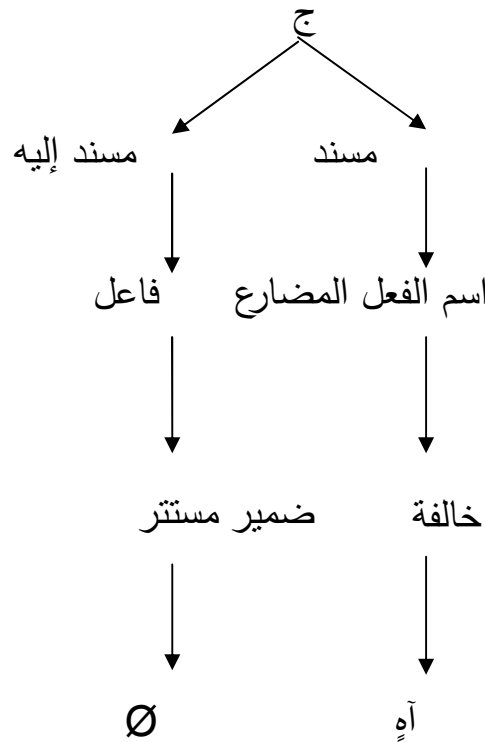 ج
مسند مسند إليه
اسم الفعل المضارع فاعل
خالفة ضمير مستتر
آهٍ Ø